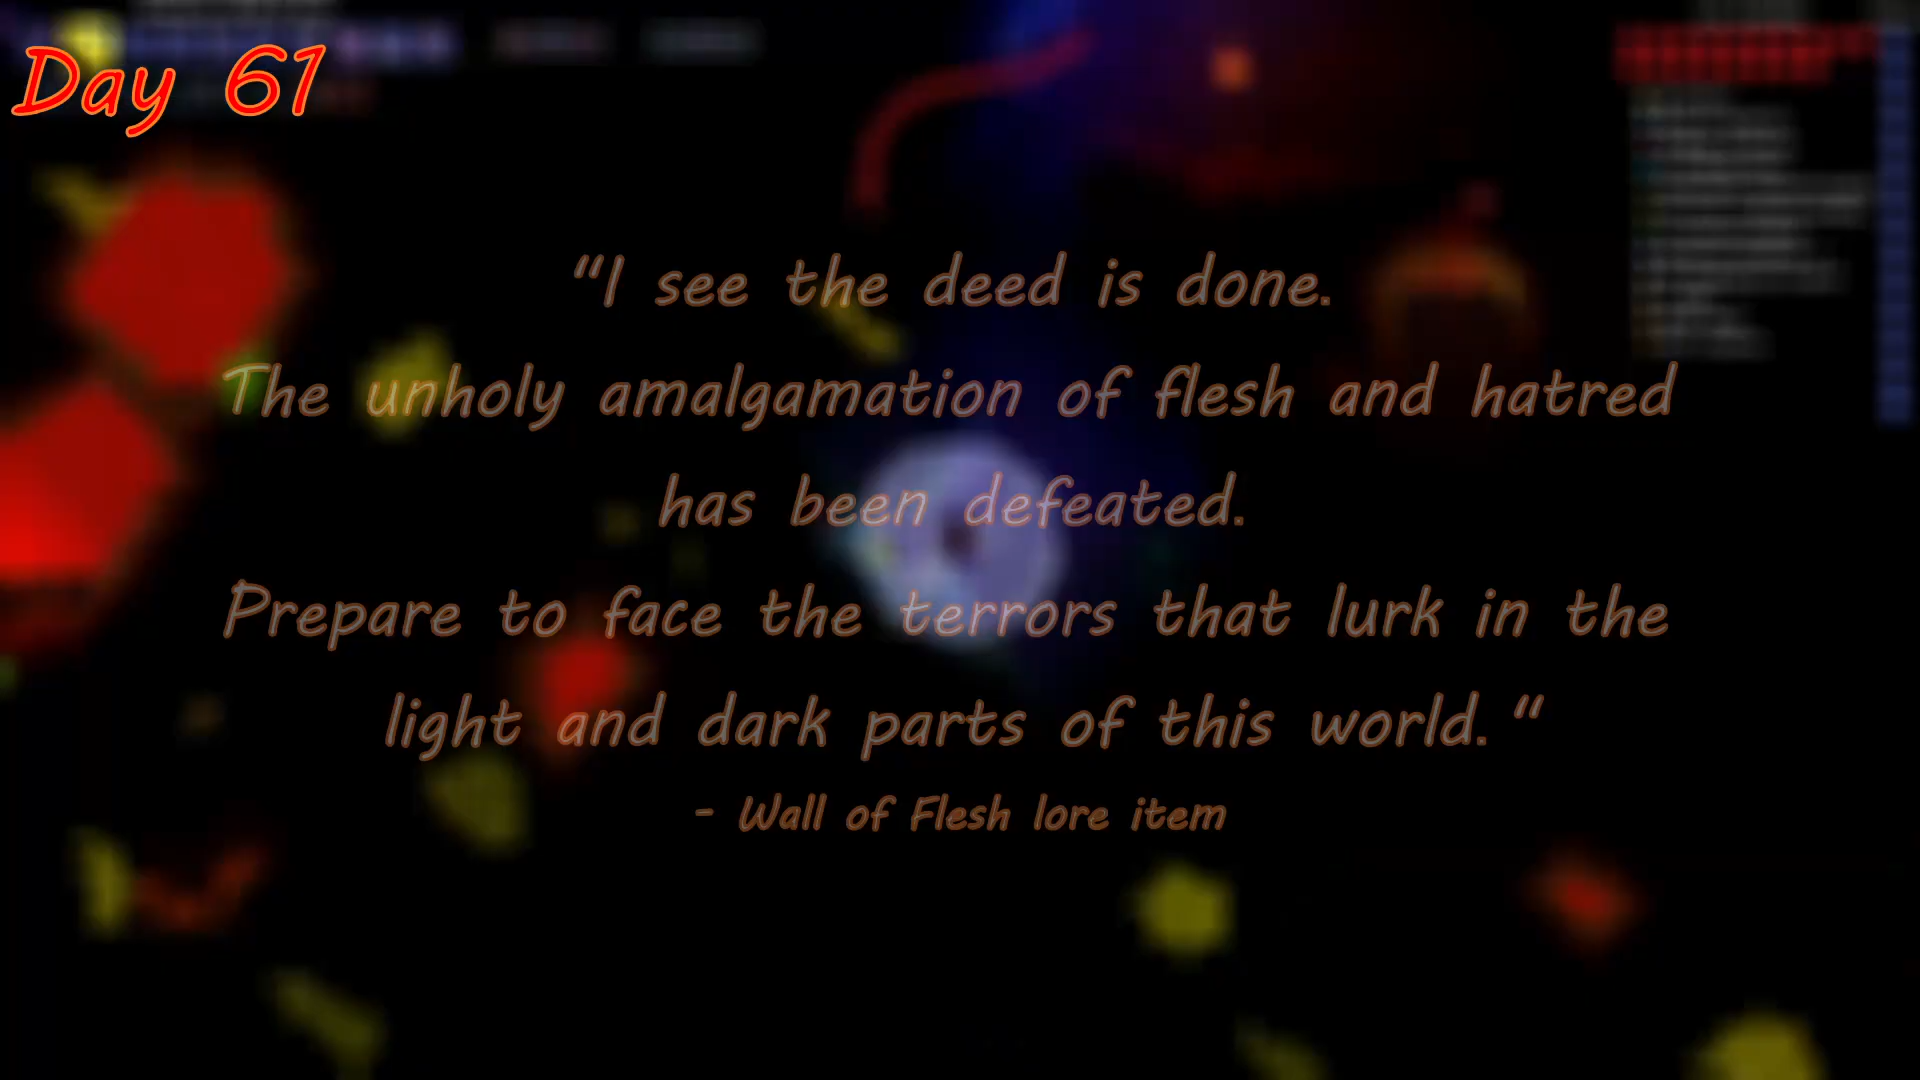 Day 61
"I see the deed is done.
The unholy amalgamation of flesh and hatred
has been defeated.
Prepare to face the terrors that lurk in the
light and dark parts of this world."
- Wall of Flesh lore item